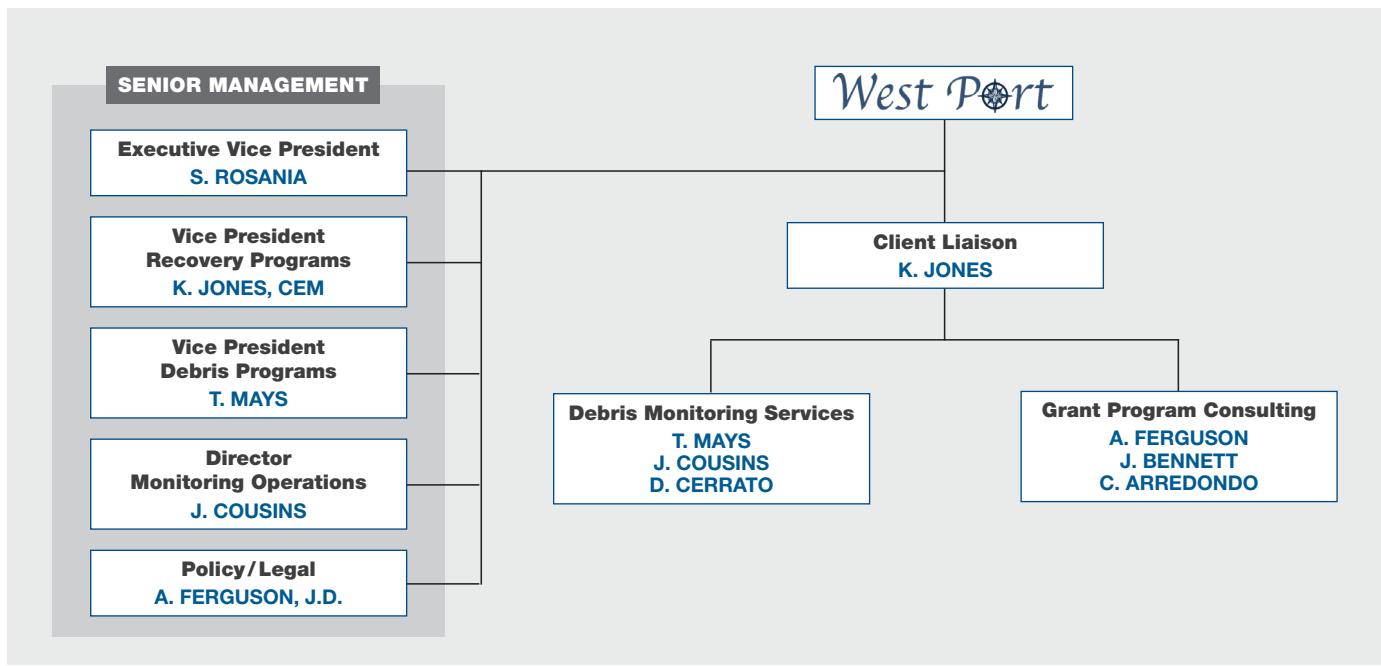 SENIOR MANAGEMENT
Executive Vice President
S. ROSANIA
Vice President
Recovery Programs
K. JONES, CEM
Vice President
Debris Programs
T. MAYS
Director
Monitoring Operations
J. COUSINS
Policy/Legal
A. FERGUSON, J.D.
West Port
Client Liaison
K. JONES
Debris Monitoring Services
T. MAYS
J. COUSINS
D. CERRATO
Grant Program Consulting
A. FERGUSON
J. BENNETT
C. ARREDONDO